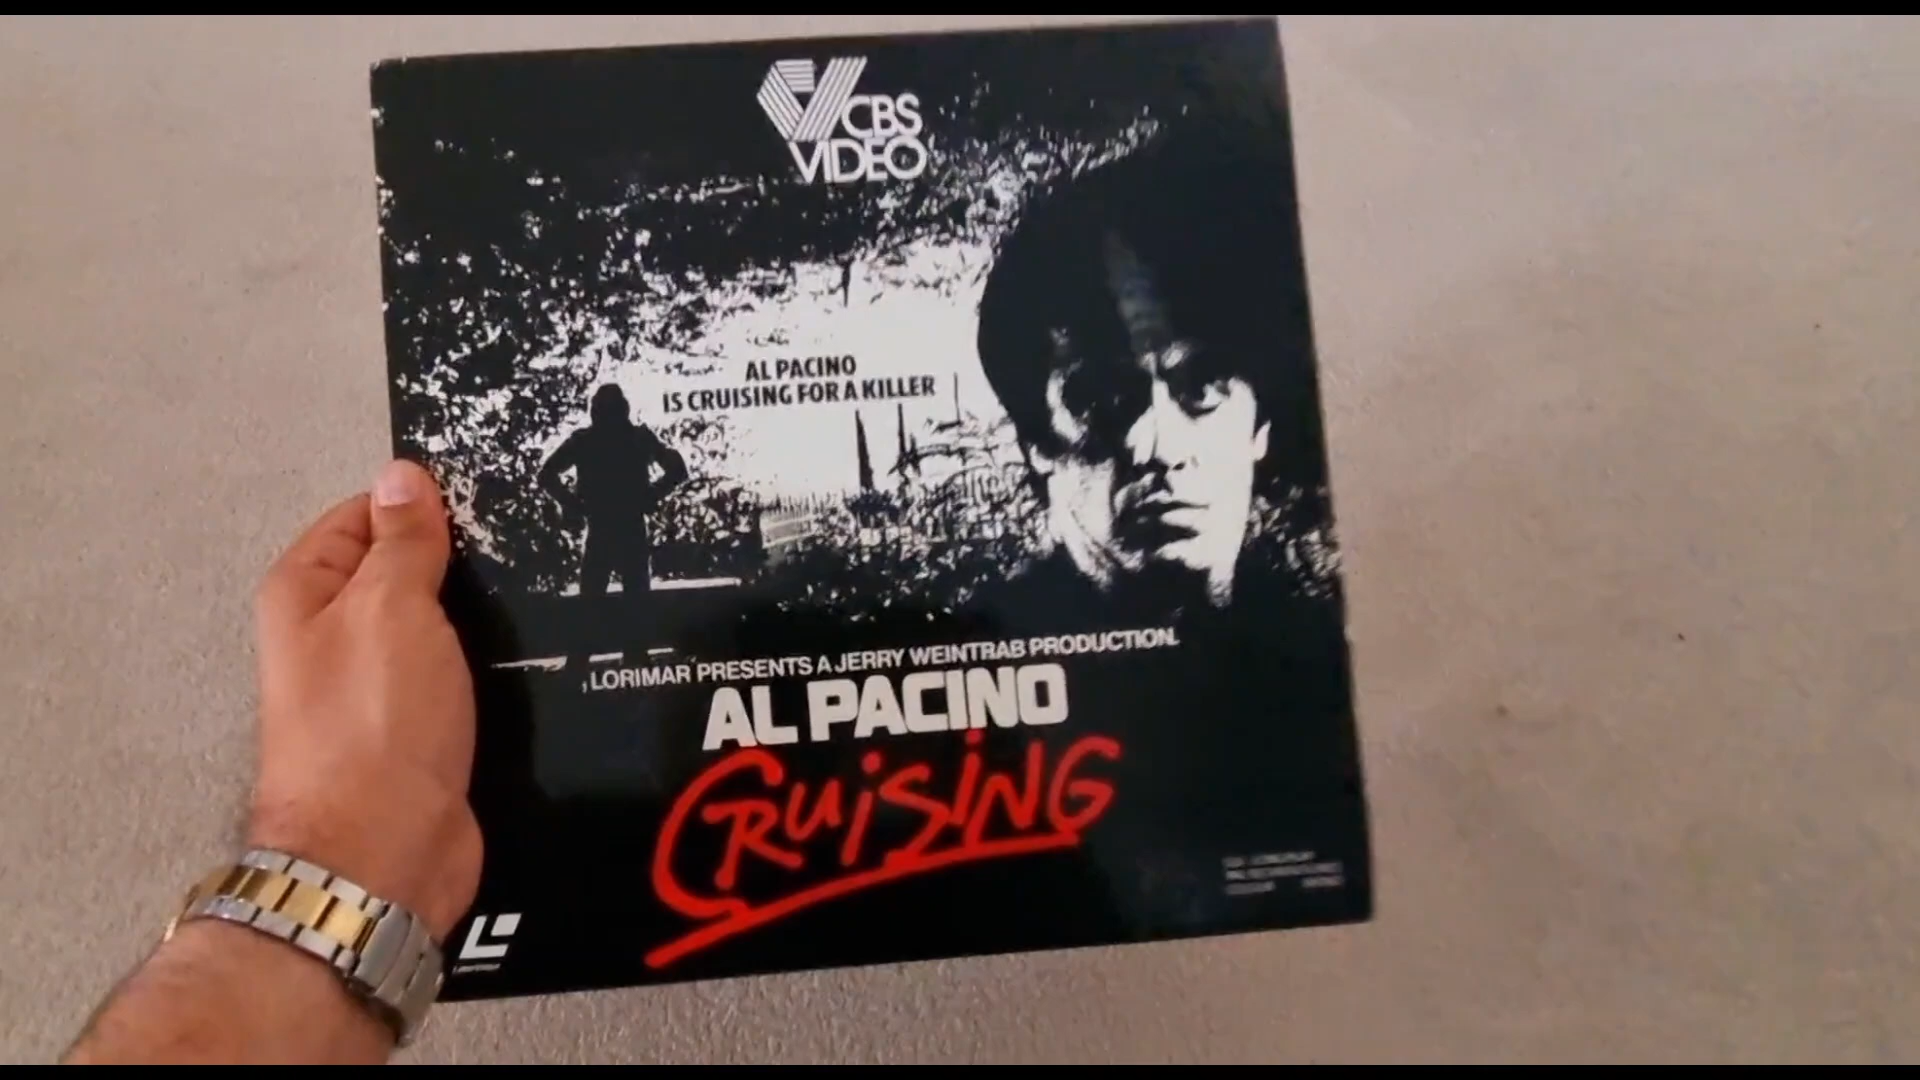 CBS
VIDEO
AL PACINO
IS CRUISING FOR A KILLER
LORIMAR PRESENTS A JERRY WEINTRAB PRODUCTION.
AL PACINO
CRUiSiNG